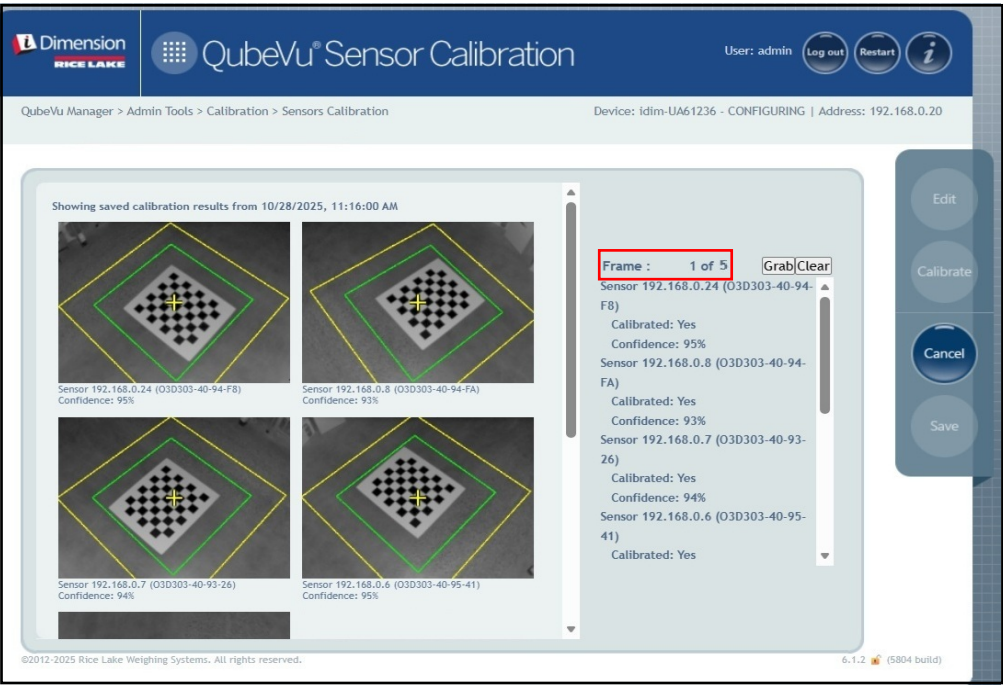 iDimension
RICE LAKE
QubeVu® Sensor Calibration
User: admin
Log out
Restart
i
QubeVu Manager > Admin Tools > Calibration > Sensors Calibration
Device: idim-UA61236 - CONFIGURING | Address: 192.168.0.20
Showing saved calibration results from 10/28/2025, 11:16:00 AM
Sensor 192.168.0.24 (O3D303-40-94-F8)
Confidence: 95%
Sensor 192.168.0.8 (O3D303-40-94-FA)
Confidence: 93%
Sensor 192.168.0.7 (O3D303-40-93-26)
Confidence: 94%
Sensor 192.168.0.6 (O3D303-40-95-41)
Confidence: 95%
Frame : 1 of 5
Grab
Clear
Sensor 192.168.0.24 (O3D303-40-94-
F8)
Calibrated: Yes
Confidence: 95%
Sensor 192.168.0.8 (O3D303-40-94-
FA)
Calibrated: Yes
Confidence: 93%
Sensor 192.168.0.7 (O3D303-40-93-
26)
Calibrated: Yes
Confidence: 94%
Sensor 192.168.0.6 (O3D303-40-95-
41)
Calibrated: Yes
Edit
Calibrate
Cancel
Save
©2012-2025 Rice Lake Weighing Systems. All rights reserved.
6.1.2 (5804 build)